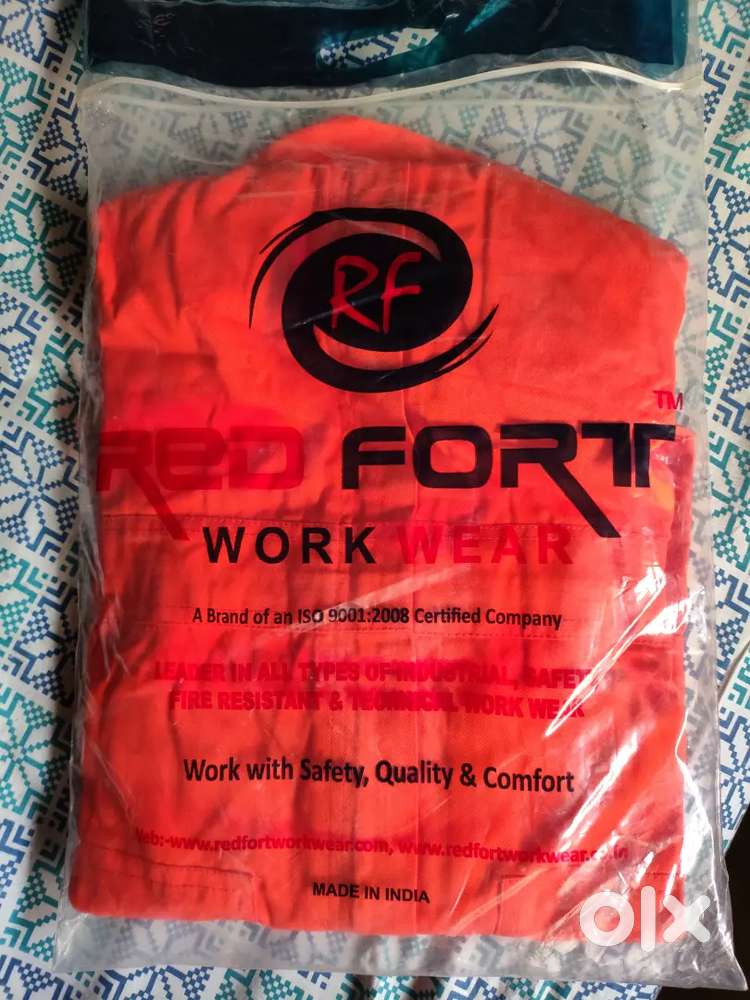 RF
RED FORT TM
WORK WEAR
A Brand of an ISO 9001:2008 Certified Company
LEADER IN ALL TYPES OF INDUSTRIAL, SAFETY
FIRE RESISTANT & TECHNICAL WORK WEAR
Work with Safety, Quality & Comfort
Web:-www.redfortworkwear.com, www.redfortworkwear.co.in
MADE IN INDIA
olx